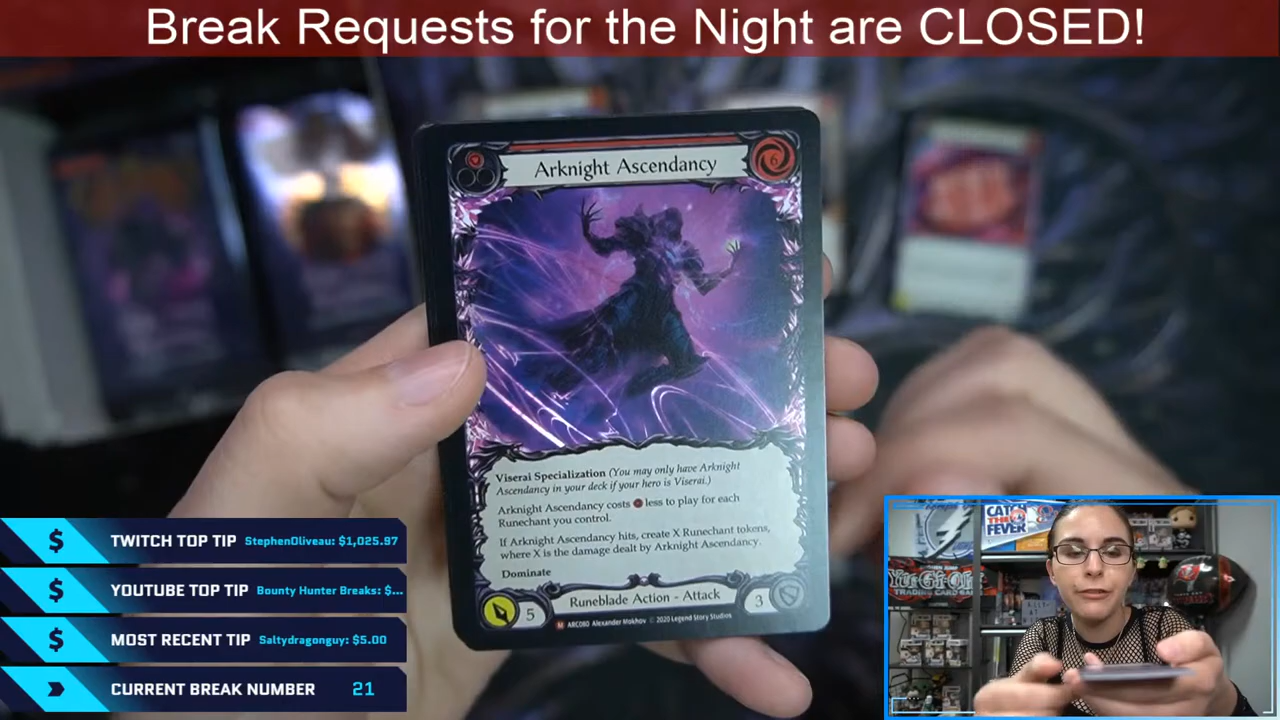 Break Requests for the Night are CLOSED!
Arknight Ascendancy
6
Viserai Specialization (You may only have Arknight
Ascendancy in your deck if your hero is Viserai.)
Arknight Ascendancy costs less to play for each
Runechant you control.
If Arknight Ascendancy hits, create X Runechant tokens,
where X is the damage dealt by Arknight Ascendancy.
Dominate
5
Runeblade Action - Attack
3
M ARC080 Alexander Mokhov © 2020 Legend Story Studios
$ TWITCH TOP TIP StephenOliveau: $1,025.97
$ YOUTUBE TOP TIP Bounty Hunter Breaks: $...
$ MOST RECENT TIP Saltydragonguy: $5.00
CURRENT BREAK NUMBER 21
CATCH
THE
FEVER
Yu-Gi-Oh!
TRADING CARD